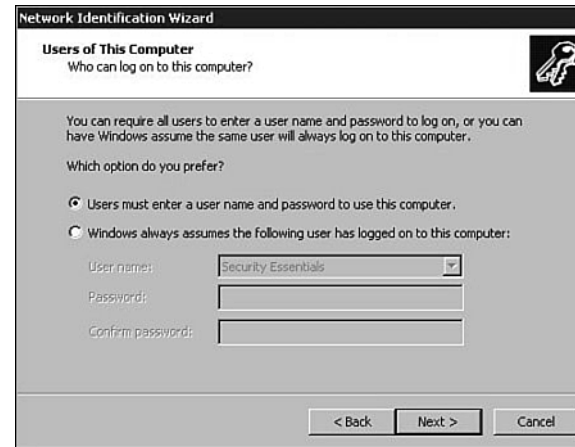 Network Identification Wizard
Users of This Computer
Who can log on to this computer?
You can require all users to enter a user name and password to log on, or you can
have Windows assume the same user will always log on to this computer.
Which option do you prefer?
Users must enter a user name and password to use this computer.
Windows always assumes the following user has logged on to this computer:
User name: Security Essentials
Password:
Confirm password:
< Back Next > Cancel